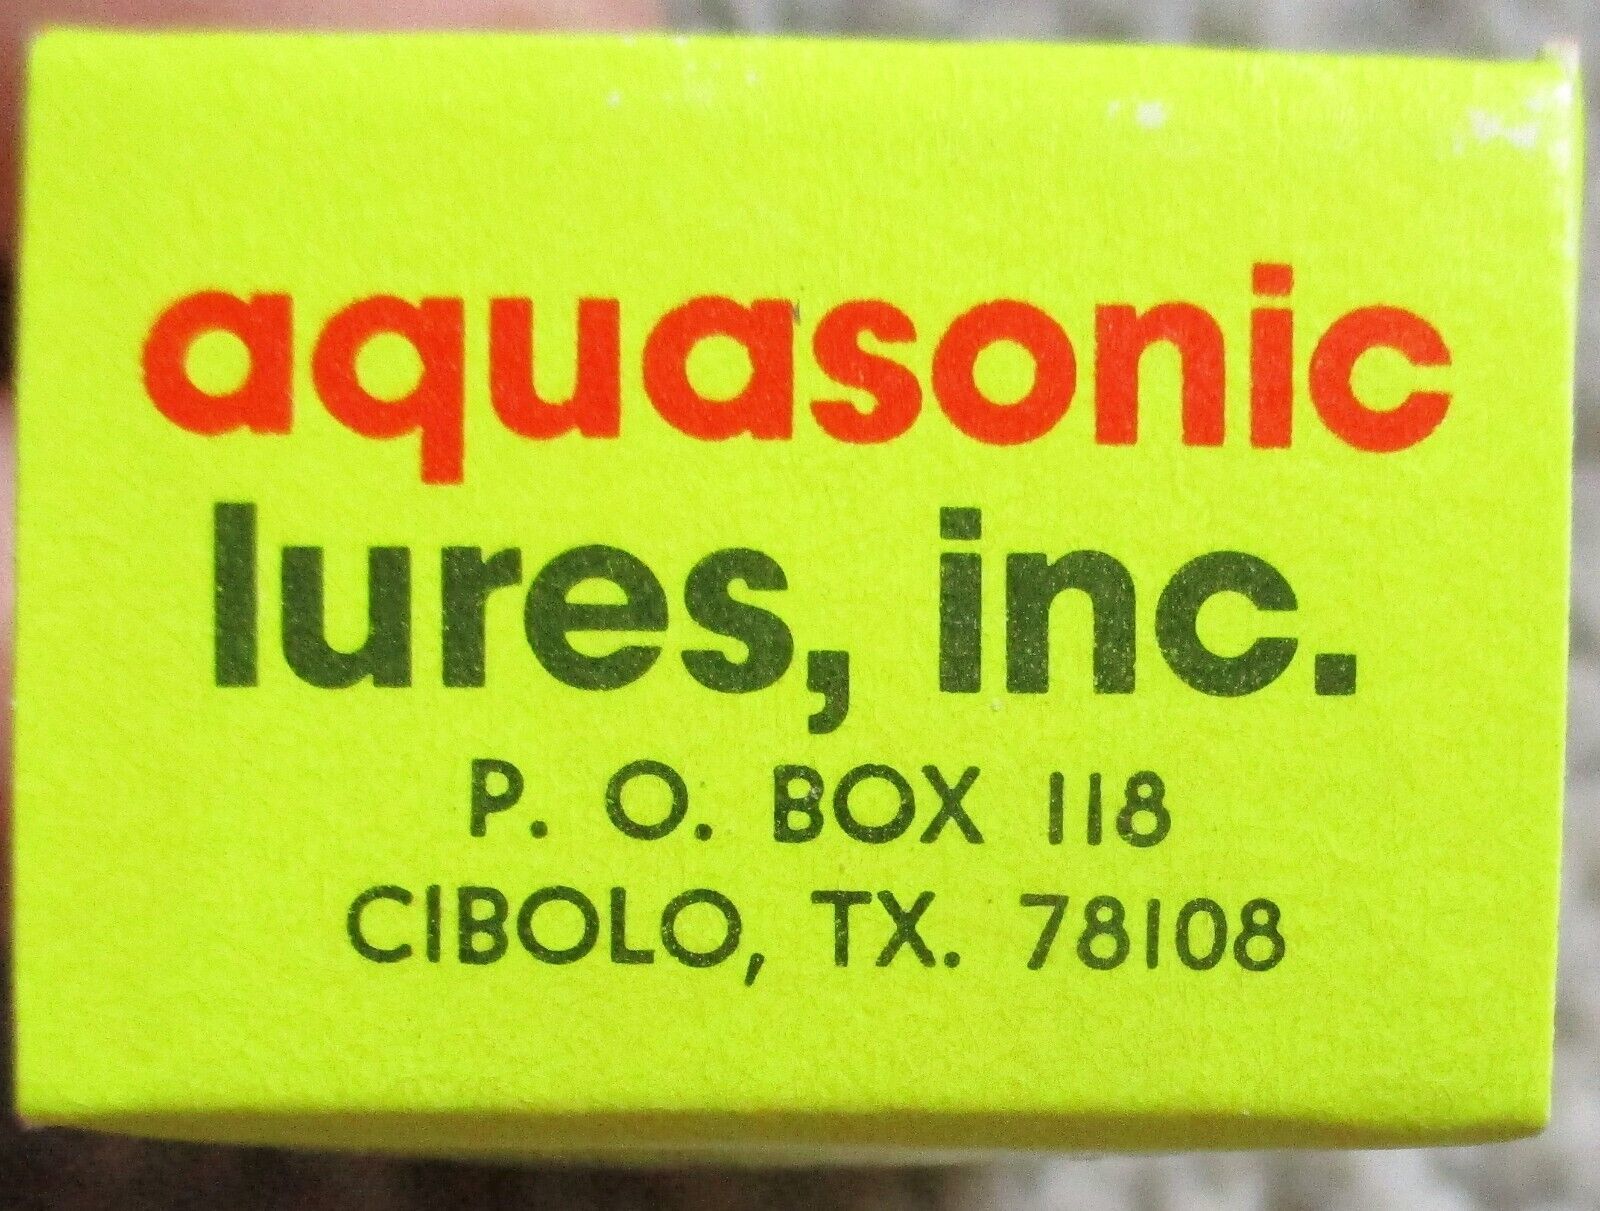 aquasonic
lures, inc.
P. O. BOX 118
CIBOLO, TX. 78108